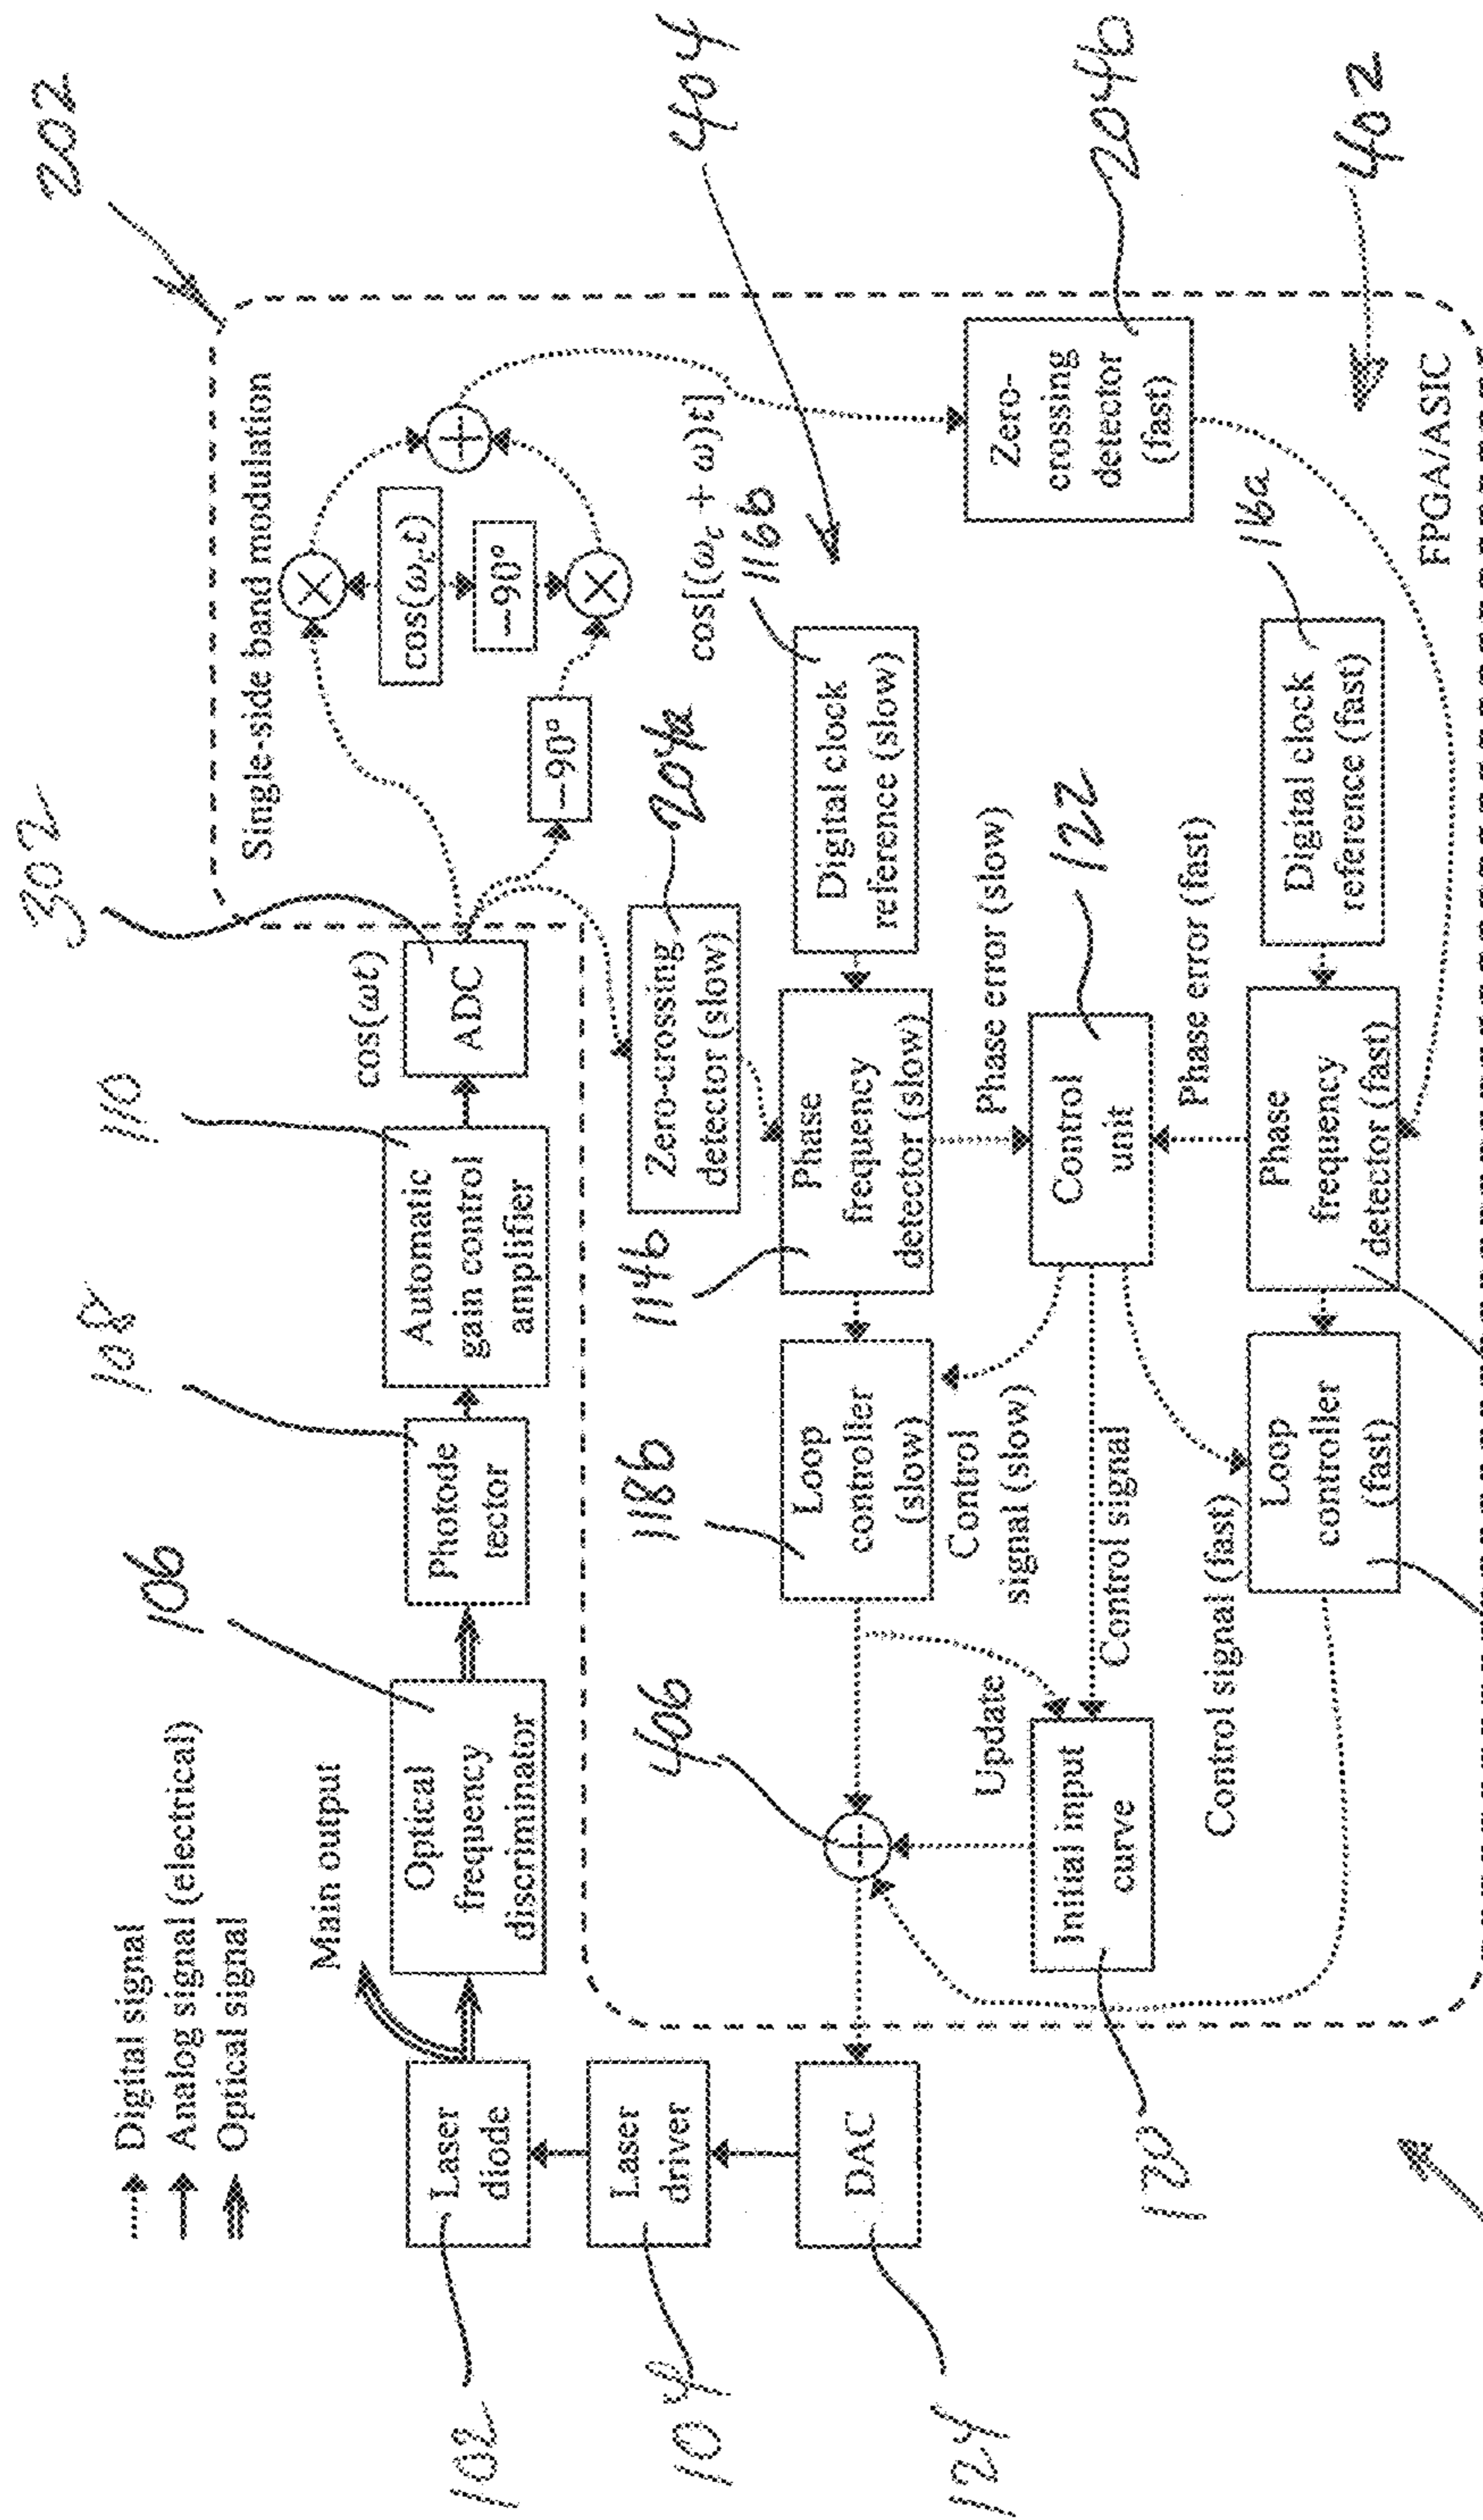 Digital signal
Analog signal (electrical)
Optical signal
202
302
110
108
106
Main output
Laser
diode
Optical
frequency
discriminator
Photode
tector
Automatic
gain control
amplifier
cos(ωt)
ADC
Single-side band modulation
cos(ω_c t)
−90°
−90°
cos[(ω_c + ω)t]
102
Laser
driver
104
DAC
124
406
118b
114b
204a
116b
404
Zero-crossing
detector (slow)
Loop
controller
(slow)
Phase
frequency
detector (slow)
Digital clock
reference (slow)
Zero-
crossing
detector
(fast)
204b
Update
Control
signal (slow)
Phase error (slow)
Initial input
curve
120
Control signal
Control
unit
122
Control signal (fast)
Phase error (fast)
116a
402
Loop
controller
(fast)
Phase
frequency
detector (fast)
Digital clock
reference (fast)
FPGA/ASIC